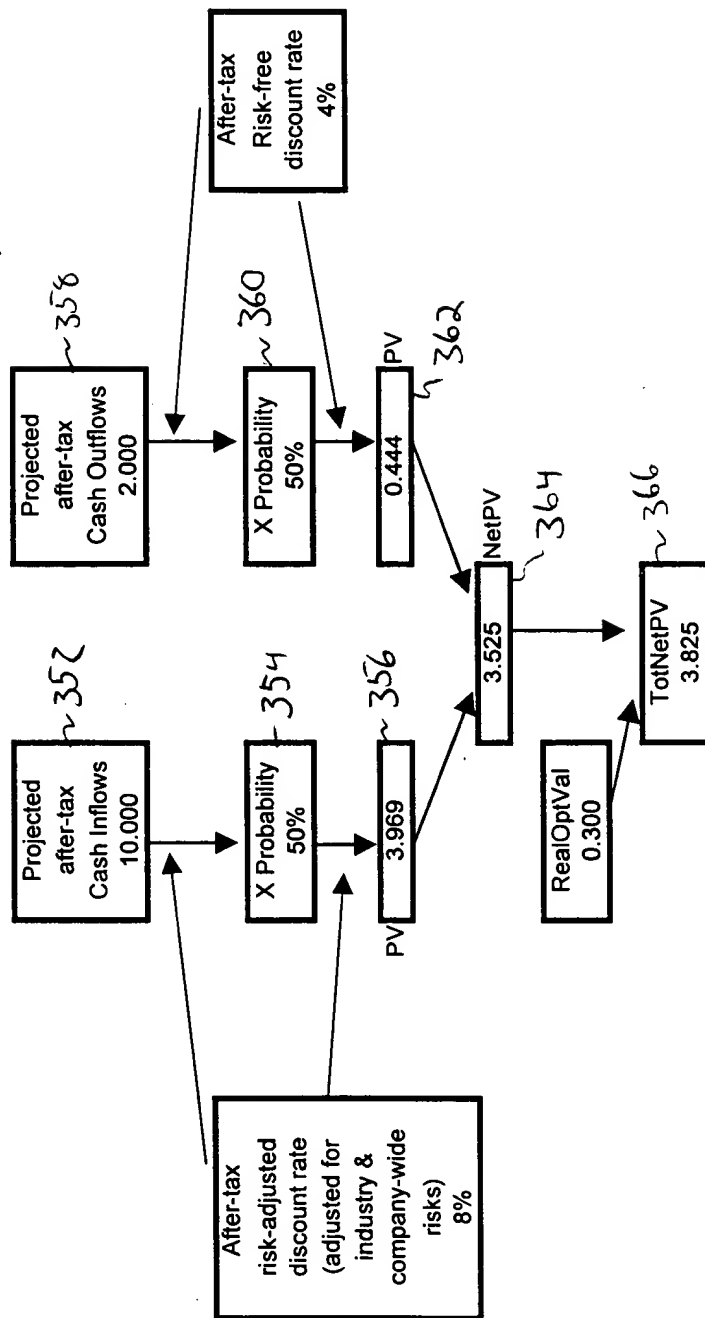 Projected
after-tax
Cash Inflows
10.000
352
Projected
after-tax
Cash Outflows
2.000
358
After-tax
risk-adjusted
discount rate
(adjusted for
industry &
company-wide
risks)
8%
X Probability
50%
354
X Probability
50%
360
After-tax
Risk-free
discount rate
4%
PV
3.969
356
0.444
PV
362
3.525
NetPV
364
RealOptVal
0.300
TotNetPV
3.825
366